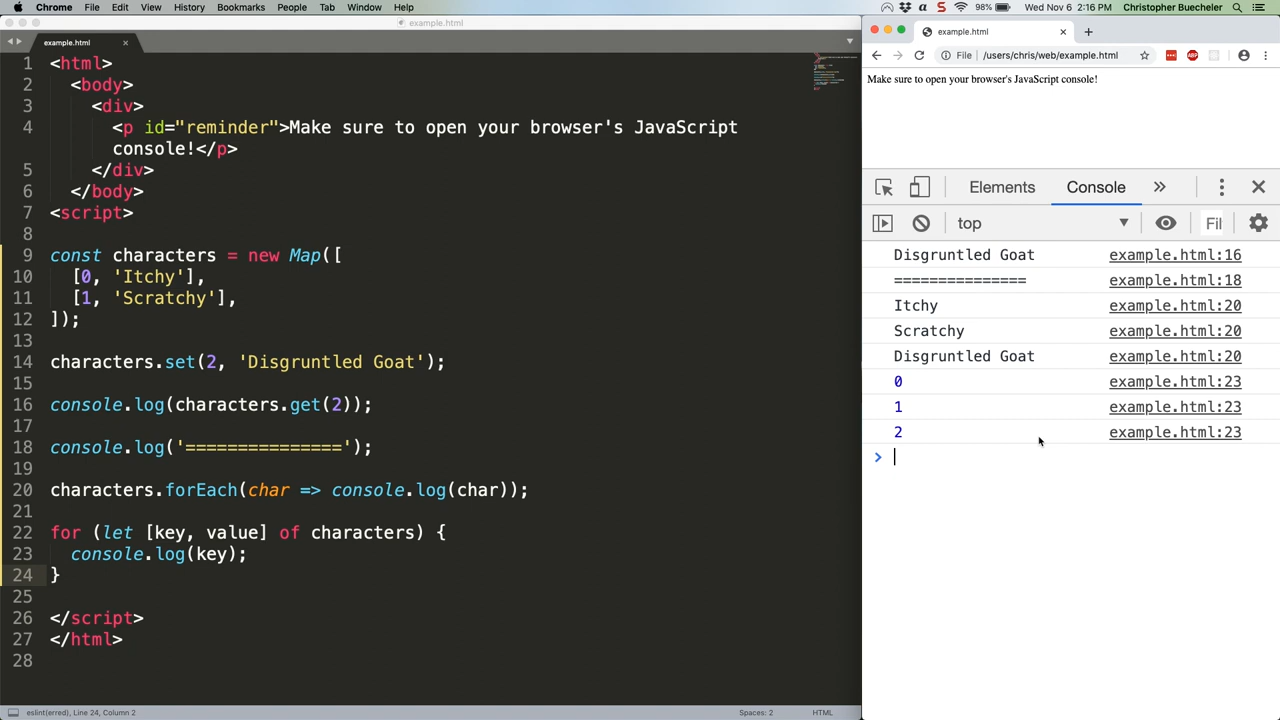 Chrome File Edit View History Bookmarks People Tab Window Help 98% Wed Nov 6 2:16 PM Christopher Buecheler
example.html
example.html
1 <html>
2 <body>
3 <div>
4 <p id="reminder">Make sure to open your browser's JavaScript
console!</p>
5 </div>
6 </body>
7 <script>
8
9 const characters = new Map([
10 [0, 'Itchy'],
11 [1, 'Scratchy'],
12 ]);
13
14 characters.set(2, 'Disgruntled Goat');
15
16 console.log(characters.get(2));
17
18 console.log('===============');
19
20 characters.forEach(char => console.log(char));
21
22 for (let [key, value] of characters) {
23 console.log(key);
24 }
25
26 </script>
27 </html>
28
eslint(erred), Line 24, Column 2 Spaces: 2 HTML
example.html
File /users/chris/web/example.html ABP
Make sure to open your browser's JavaScript console!
Elements Console
top Fil
Disgruntled Goat example.html:16
=============== example.html:18
Itchy example.html:20
Scratchy example.html:20
Disgruntled Goat example.html:20
0 example.html:23
1 example.html:23
2 example.html:23
>